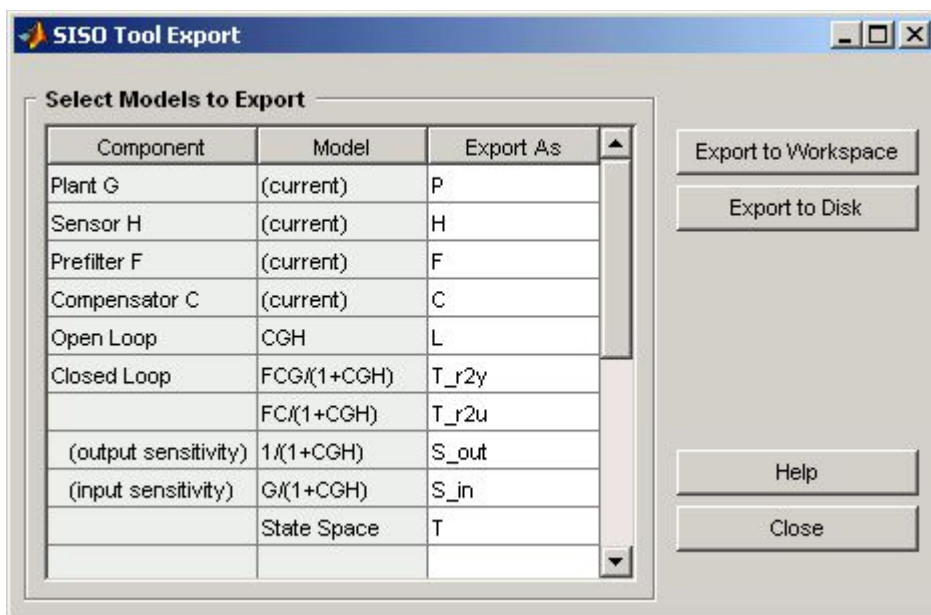 SISO Tool Export
Select Models to Export
Component Model Export As
Plant G (current) P
Sensor H (current) H
Prefilter F (current) F
Compensator C (current) C
Open Loop CGH L
Closed Loop FCG/(1+CGH) T_r2y
FC/(1+CGH) T_r2u
(output sensitivity) 1/(1+CGH) S_out
(input sensitivity) G/(1+CGH) S_in
State Space T
Export to Workspace
Export to Disk
Help
Close